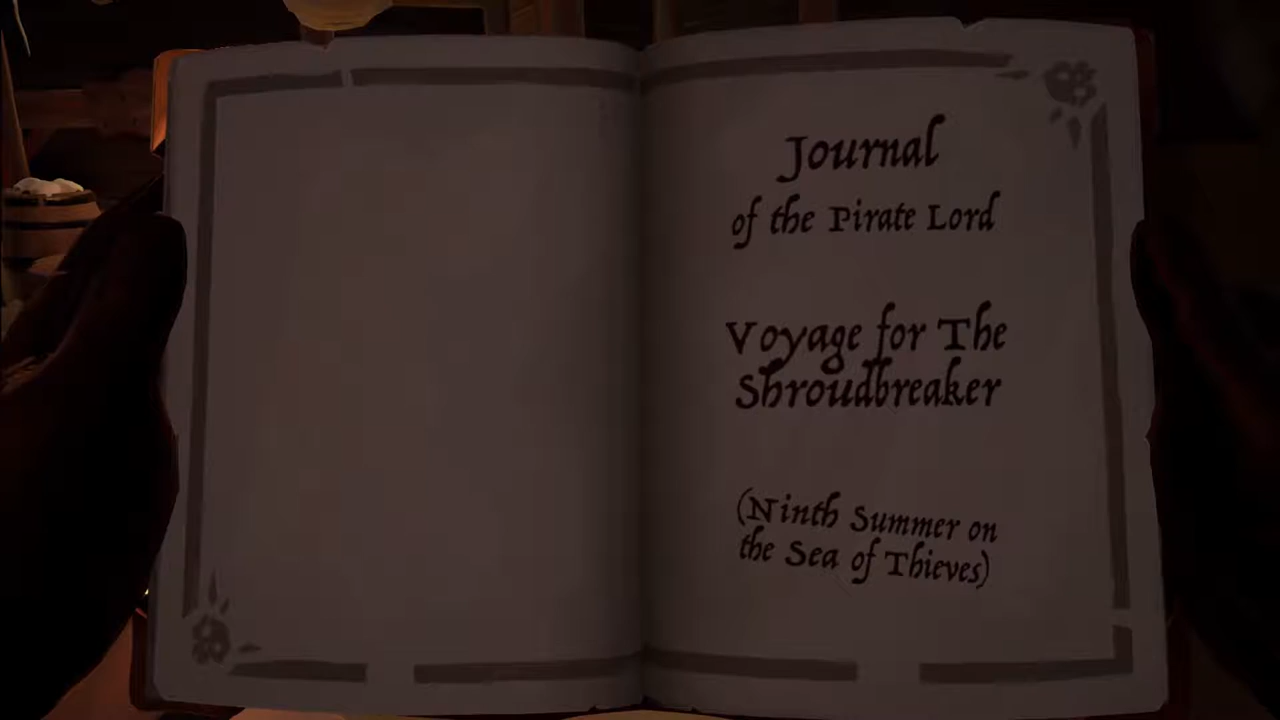 Journal
of the Pirate Lord
Voyage for The
Shroudbreaker
(Ninth Summer on
the Sea of Thieves)